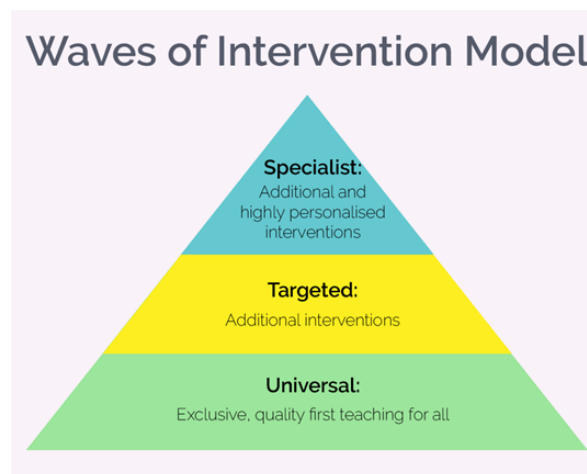 Waves of Intervention Model
Specialist:
Additional and
highly personalised
interventions
Targeted:
Additional interventions
Universal:
Exclusive, quality first teaching for all